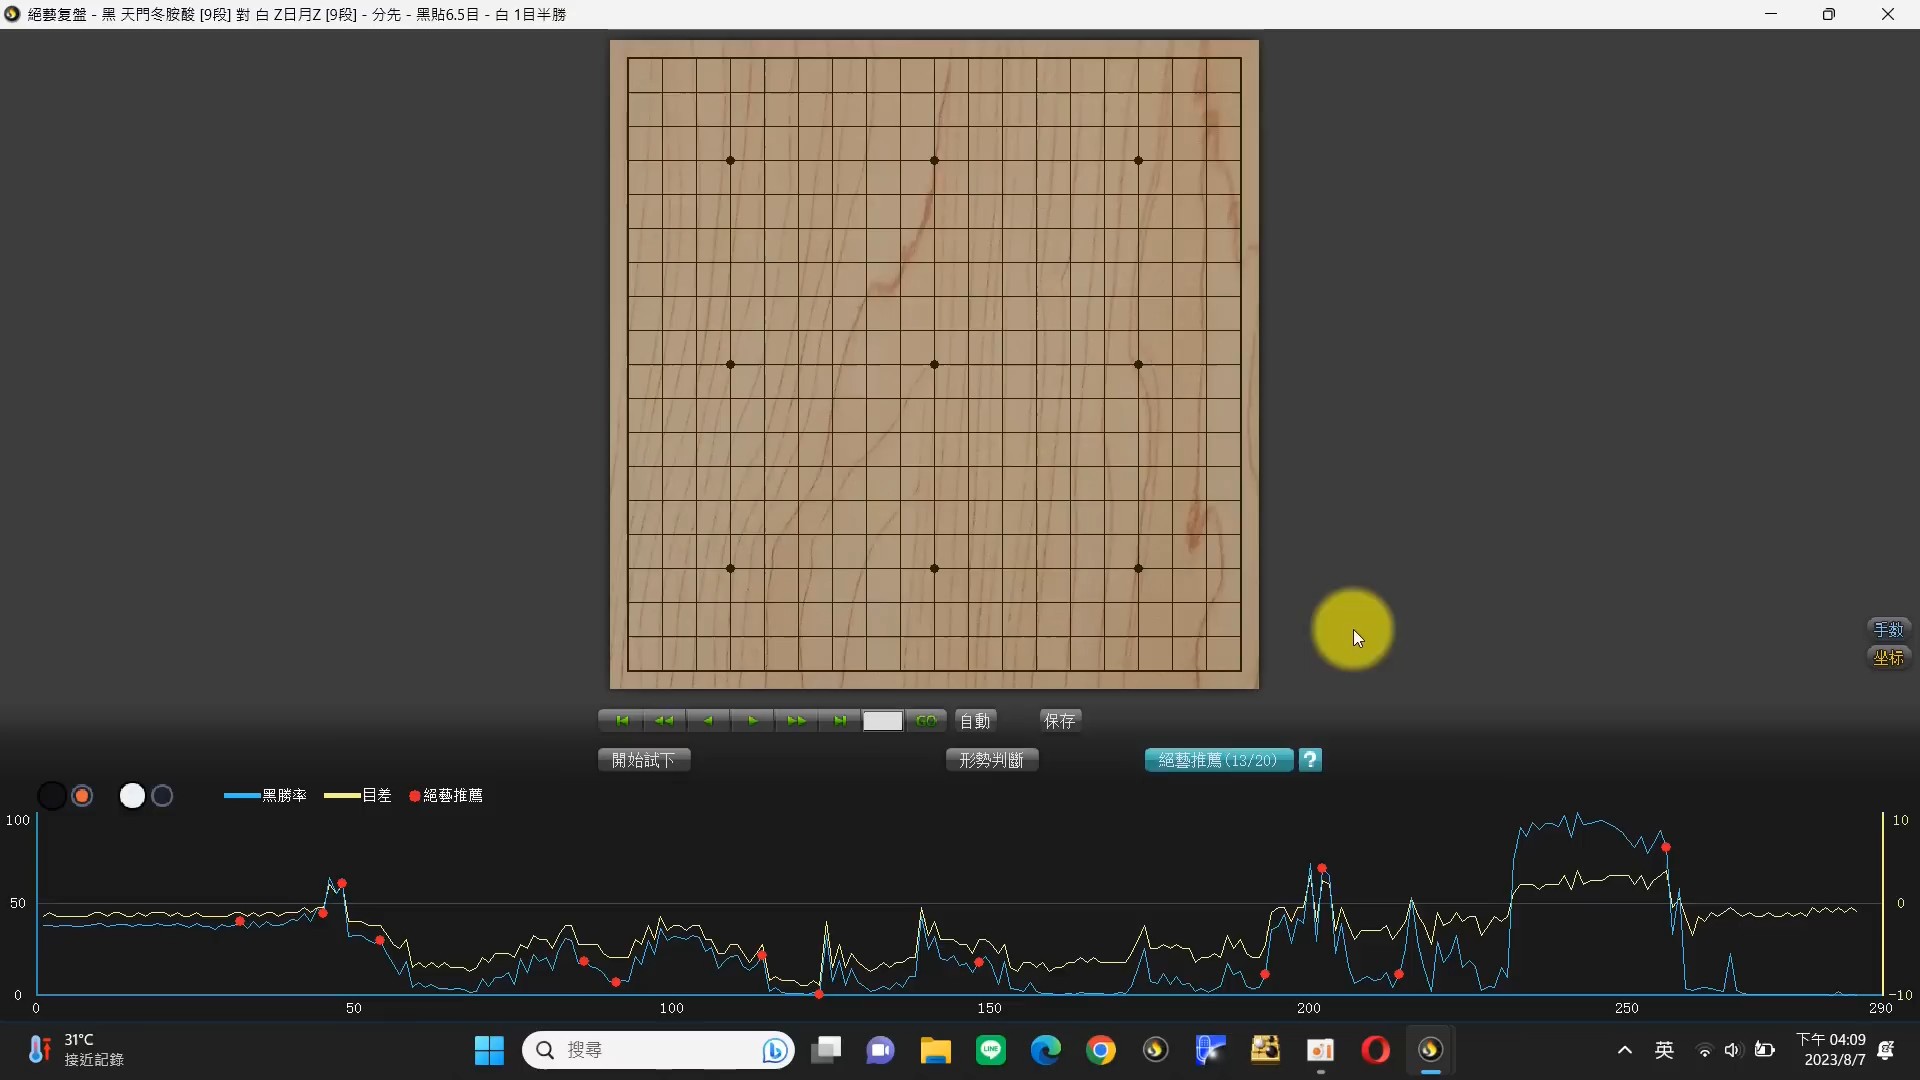 絕藝复盤 - 黑 天門冬胺酸 [9段] 對 白 Z日月Z [9段] - 分先 - 黑貼6.5目 - 白 1目半勝
手数
坐标
GO 自動 保存
開始試下 形勢判斷 絕藝推薦(13/20) ?
黑勝率 目差 絕藝推薦
100 10
50 0
0 -10
0 50 100 150 200 250 290
31°C
接近記錄
搜尋
LINE
英
下午 04:09
2023/8/7